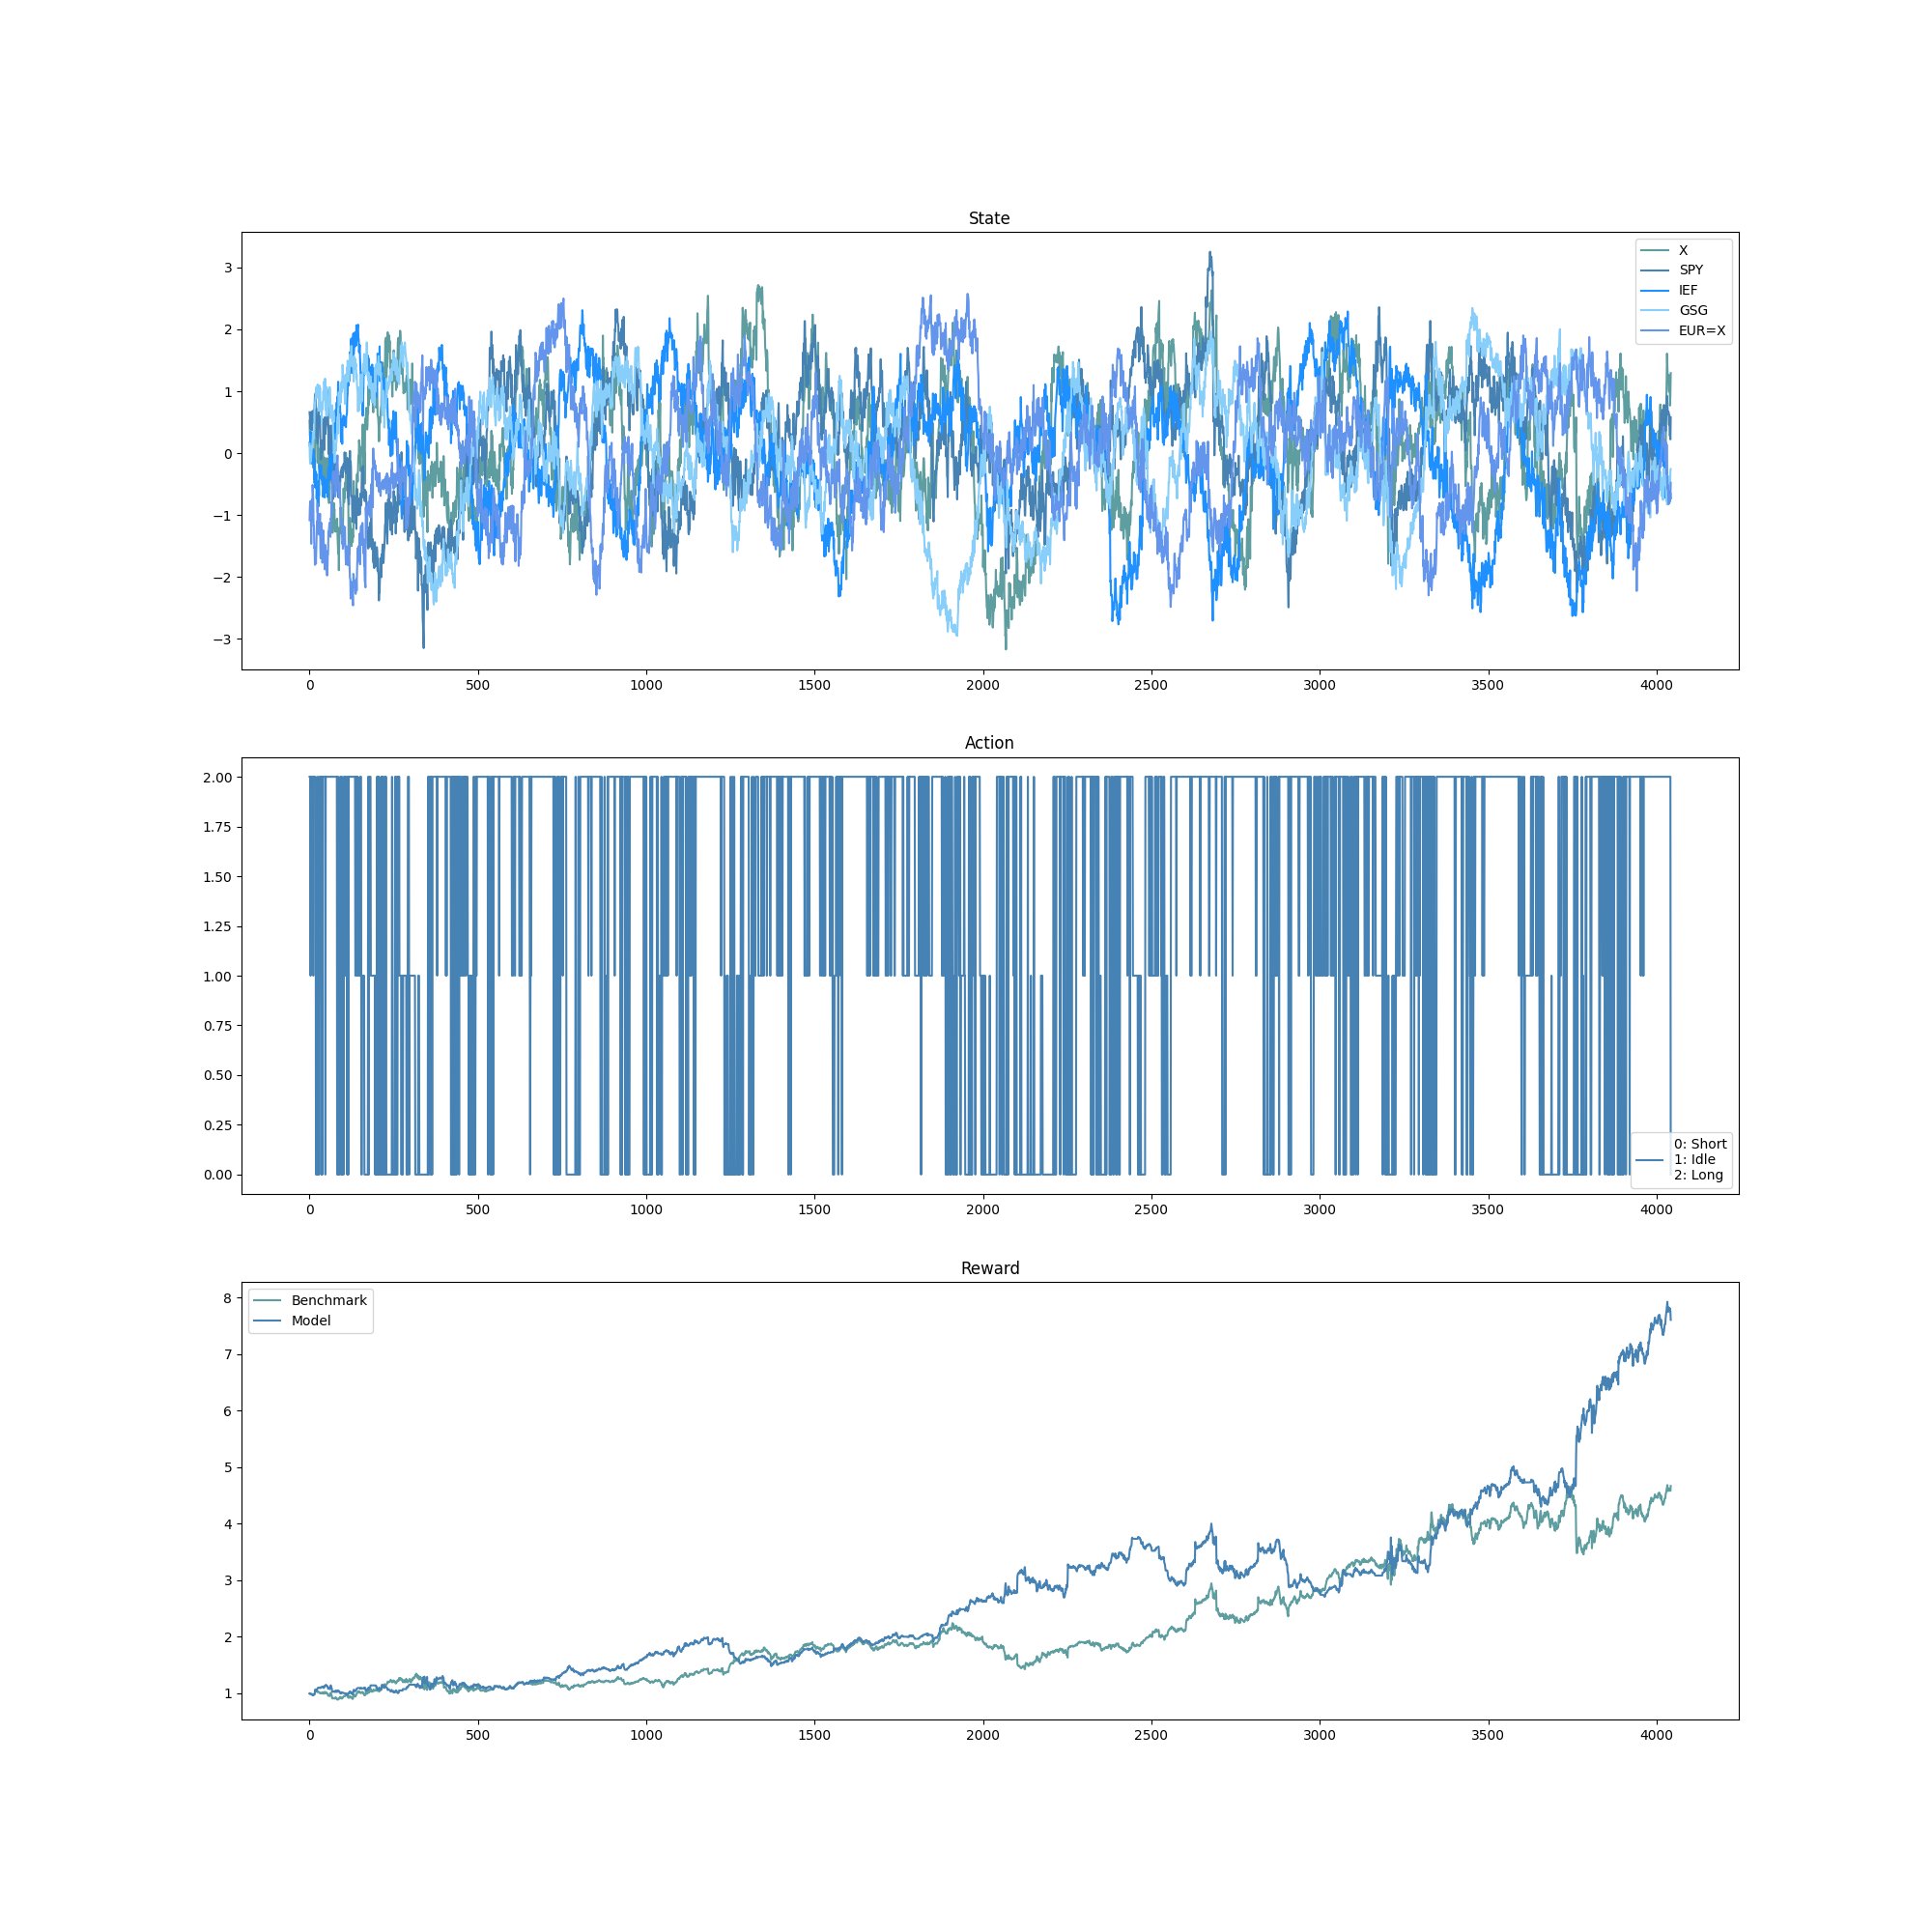 State
3
2
1
0
−1
−2
−3
X
SPY
IEF
GSG
EUR=X
0 500 1000 1500 2000 2500 3000 3500 4000
Action
2.00
1.75
1.50
1.25
1.00
0.75
0.50
0.25
0.00
0: Short
1: Idle
2: Long
0 500 1000 1500 2000 2500 3000 3500 4000
Reward
8
7
6
5
4
3
2
1
Benchmark
Model
0 500 1000 1500 2000 2500 3000 3500 4000